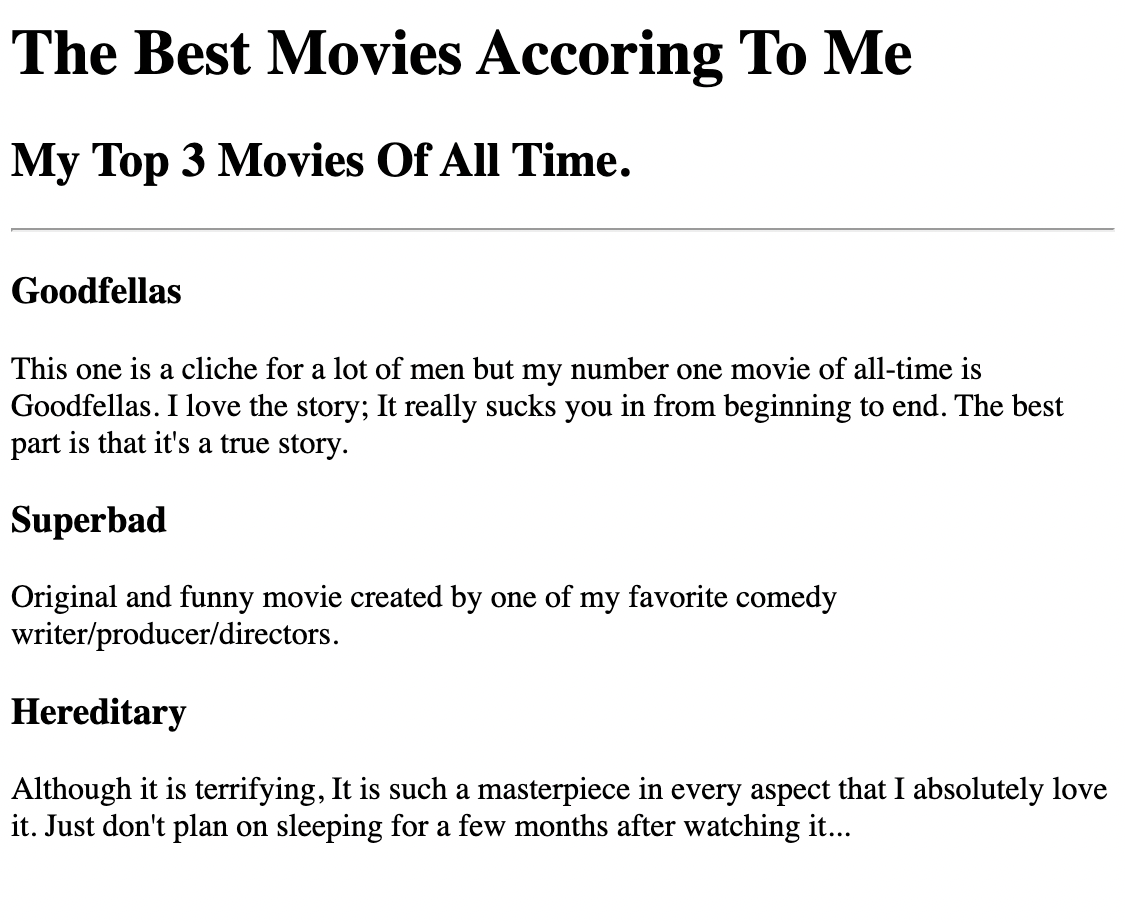 The Best Movies Accoring To Me
My Top 3 Movies Of All Time.
Goodfellas
This one is a cliche for a lot of men but my number one movie of all-time is
Goodfellas. I love the story; It really sucks you in from beginning to end. The best
part is that it's a true story.
Superbad
Original and funny movie created by one of my favorite comedy
writer/producer/directors.
Hereditary
Although it is terrifying, It is such a masterpiece in every aspect that I absolutely love
it. Just don't plan on sleeping for a few months after watching it...